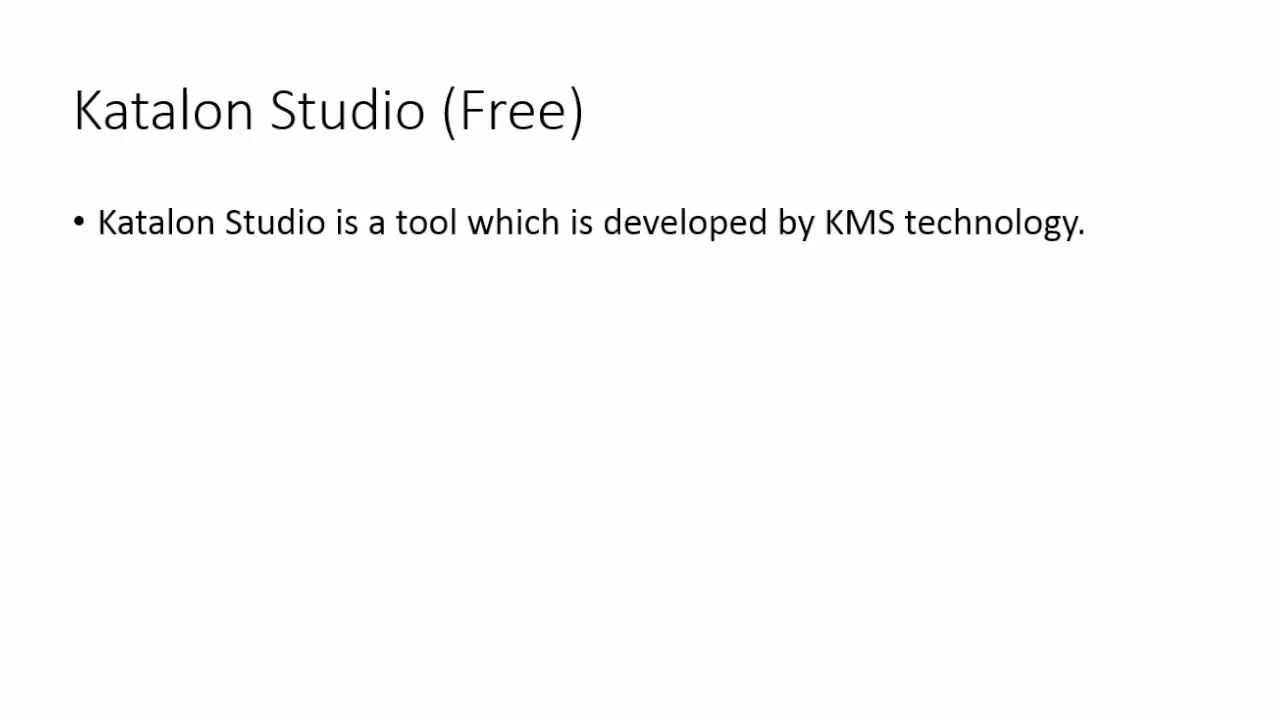 Katalon Studio (Free)
• Katalon Studio is a tool which is developed by KMS technology.